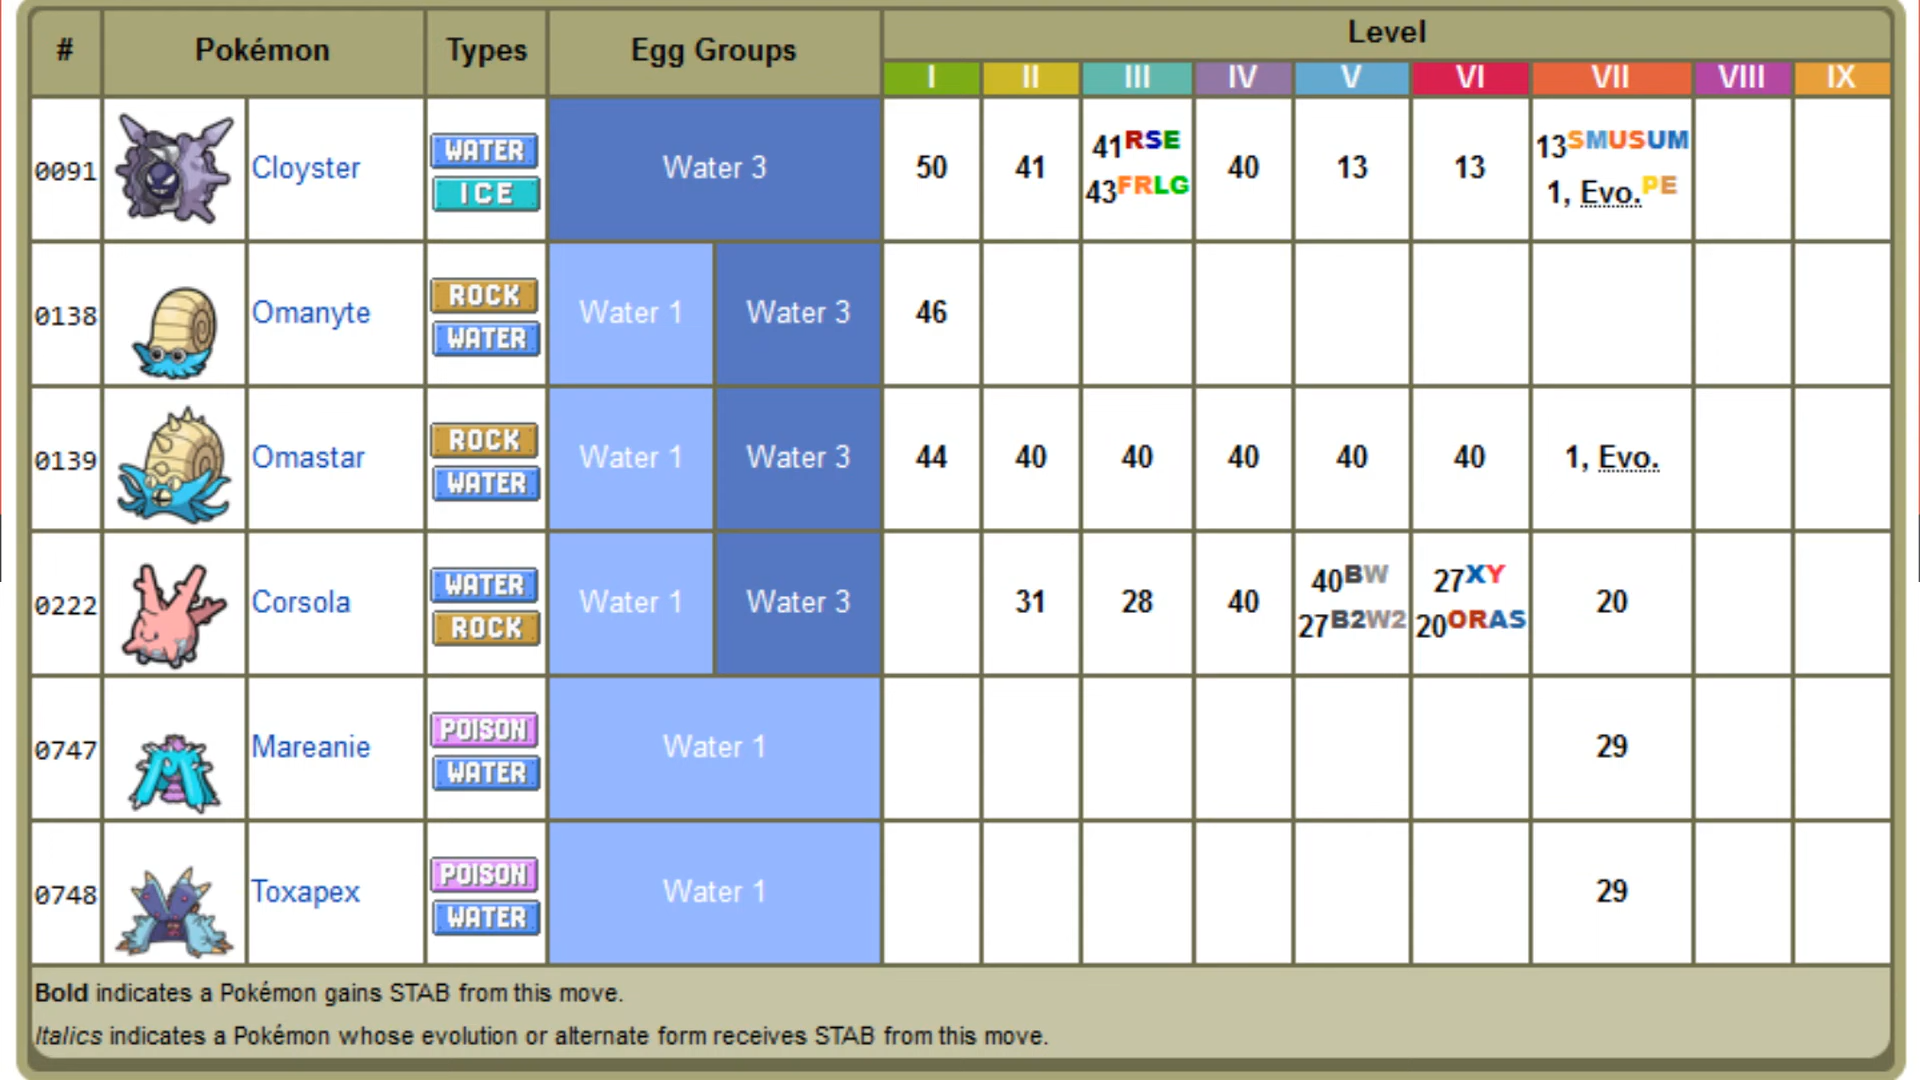 # Pokémon Types Egg Groups Level
I II III IV V VI VII VIII IX
0091 Cloyster WATER ICE Water 3 50 41 41RSE 43FRLG 40 13 13 13SMUSUM 1, Evo.PE
0138 Omanyte ROCK WATER Water 1 Water 3 46
0139 Omastar ROCK WATER Water 1 Water 3 44 40 40 40 40 40 1, Evo.
0222 Corsola WATER ROCK Water 1 Water 3 31 28 40 40BW 27B2W2 27XY 20ORAS 20
0747 Mareanie POISON WATER Water 1 29
0748 Toxapex POISON WATER Water 1 29
Bold indicates a Pokémon gains STAB from this move.
Italics indicates a Pokémon whose evolution or alternate form receives STAB from this move.